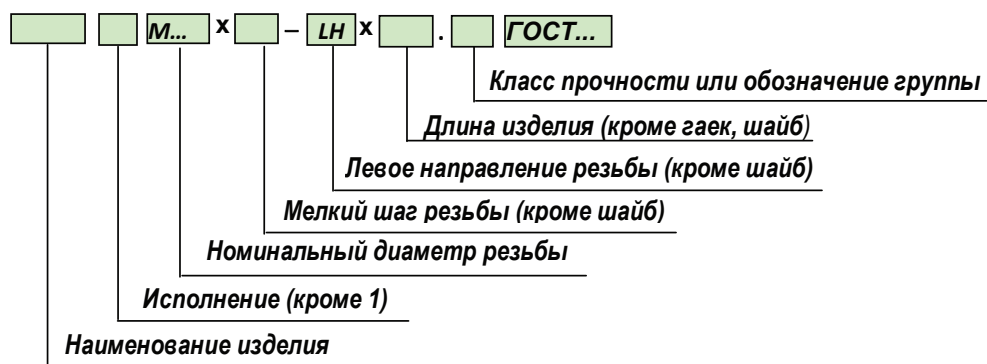 М... х – LH х . ГОСТ...
Класс прочности или обозначение группы
Длина изделия (кроме гаек, шайб)
Левое направление резьбы (кроме шайб)
Мелкий шаг резьбы (кроме шайб)
Номинальный диаметр резьбы
Исполнение (кроме 1)
Наименование изделия